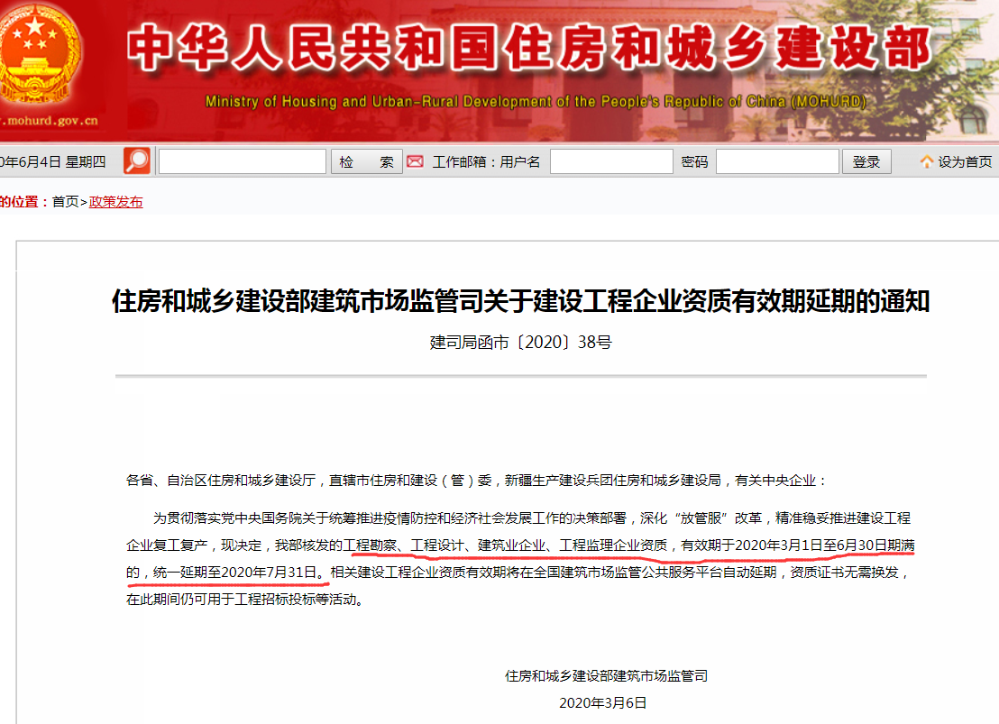 中华人民共和国住房和城乡建设部
Ministry of Housing and Urban-Rural Development of the People's Republic of China (MOHURD)
.mohurd.gov.cn
0年6月4日 星期四 检 索 工作邮箱：用户名 密码 登录 设为首页
的位置：首页>政策发布
住房和城乡建设部建筑市场监管司关于建设工程企业资质有效期延期的通知
建司局函市〔2020〕38号
各省、自治区住房和城乡建设厅，直辖市住房和建设（管）委，新疆生产建设兵团住房和城乡建设局，有关中央企业：
为贯彻落实党中央国务院关于统筹推进疫情防控和经济社会发展工作的决策部署，深化“放管服”改革，精准稳妥推进建设工程
企业复工复产，现决定，我部核发的工程勘察、工程设计、建筑业企业、工程监理企业资质，有效期于2020年3月1日至6月30日期满
的，统一延期至2020年7月31日。相关建设工程企业资质有效期将在全国建筑市场监管公共服务平台自动延期，资质证书无需换发，
在此期间仍可用于工程招标投标等活动。
住房和城乡建设部建筑市场监管司
2020年3月6日